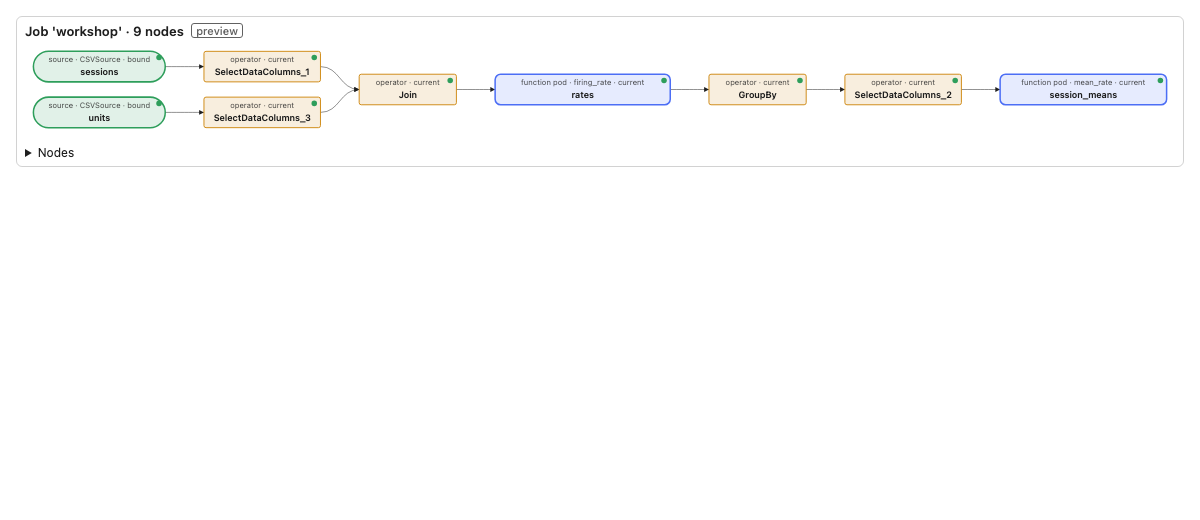 Job 'workshop' · 9 nodes preview
source · CSVSource · bound
sessions
operator · current
SelectDataColumns_1
source · CSVSource · bound
units
operator · current
SelectDataColumns_3
operator · current
Join
function pod · firing_rate · current
rates
operator · current
GroupBy
operator · current
SelectDataColumns_2
function pod · mean_rate · current
session_means
Nodes